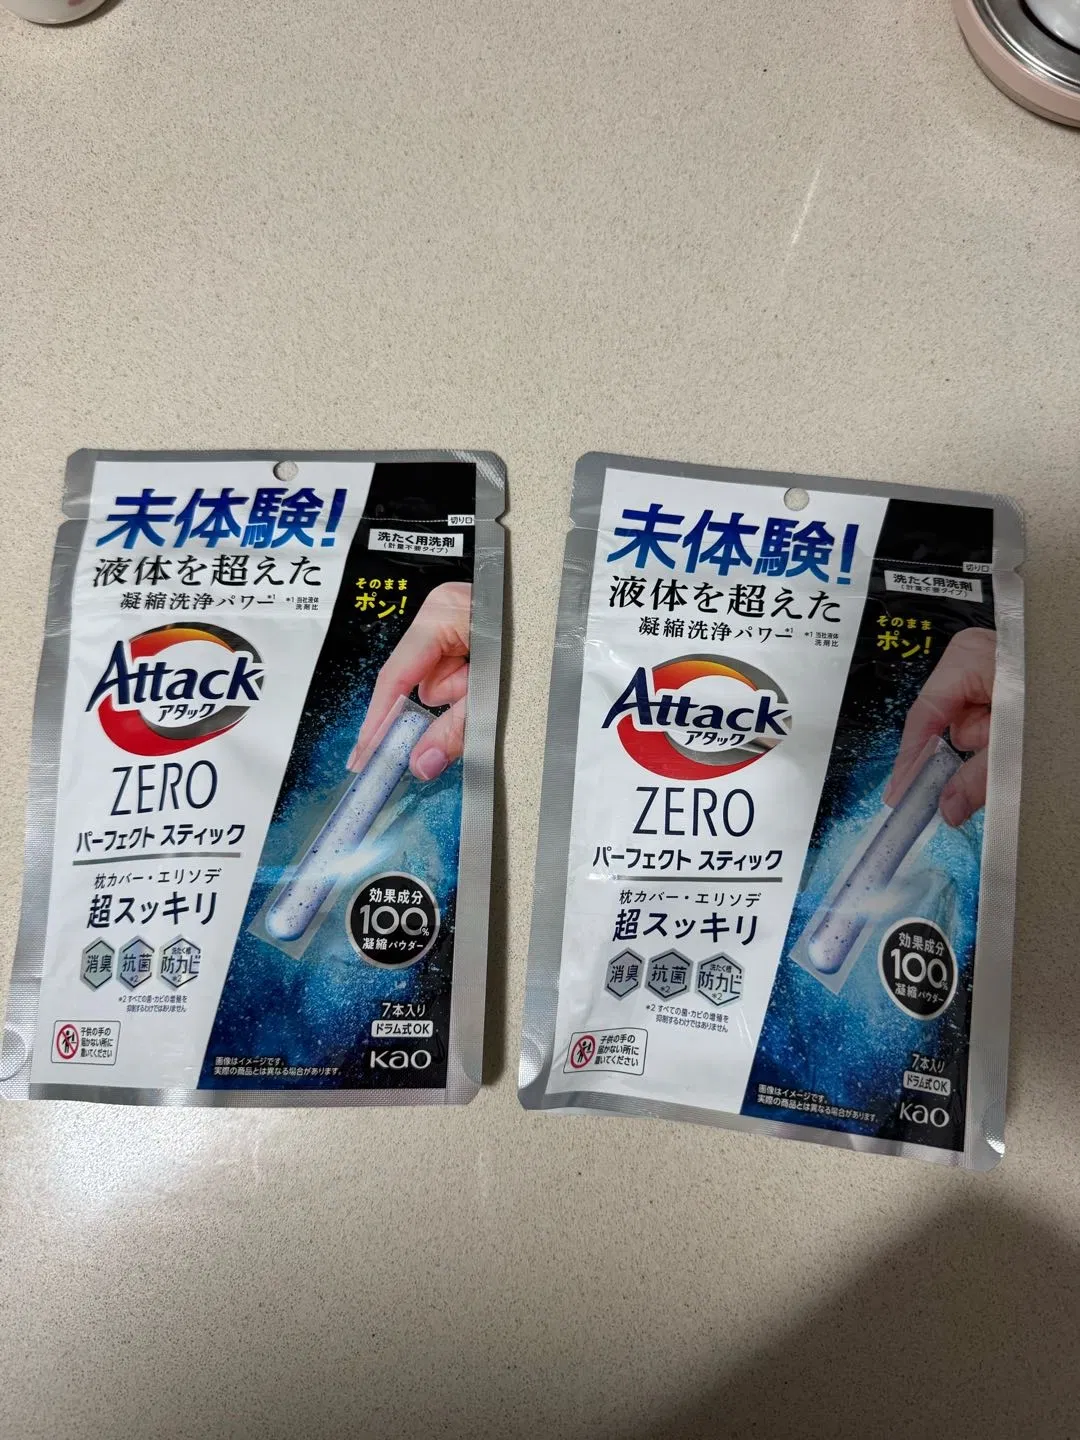 未体験!
液体を超えた
凝縮洗浄パワー*1 *1 当社液体
洗剤比
切り口
洗たく用洗剤
(計量不要タイプ)
そのまま
ポン!
Attack
アタック
ZERO
パーフェクト スティック
枕カバー・エリソデ
超スッキリ
消臭
抗菌
*2
洗たく槽
防カビ
*2
*2 すべての菌・カビの増殖を
抑制するわけではありません
効果成分
100%
凝縮パウダー
子供の手の
届かない所に
置いてください
7本入り
ドラム式OK
Kao
画像はイメージです。
実際の商品とは異なる場合があります。
未体験!
液体を超えた
凝縮洗浄パワー*1 *1 当社液体
洗剤比
切り口
洗たく用洗剤
(計量不要タイプ)
そのまま
ポン!
Attack
アタック
ZERO
パーフェクト スティック
枕カバー・エリソデ
超スッキリ
消臭
抗菌
*2
洗たく槽
防カビ
*2
*2 すべての菌・カビの増殖を
抑制するわけではありません
効果成分
100%
凝縮パウダー
子供の手の
届かない所に
置いてください
7本入り
ドラム式OK
Kao
画像はイメージです。
実際の商品とは異なる場合があります。